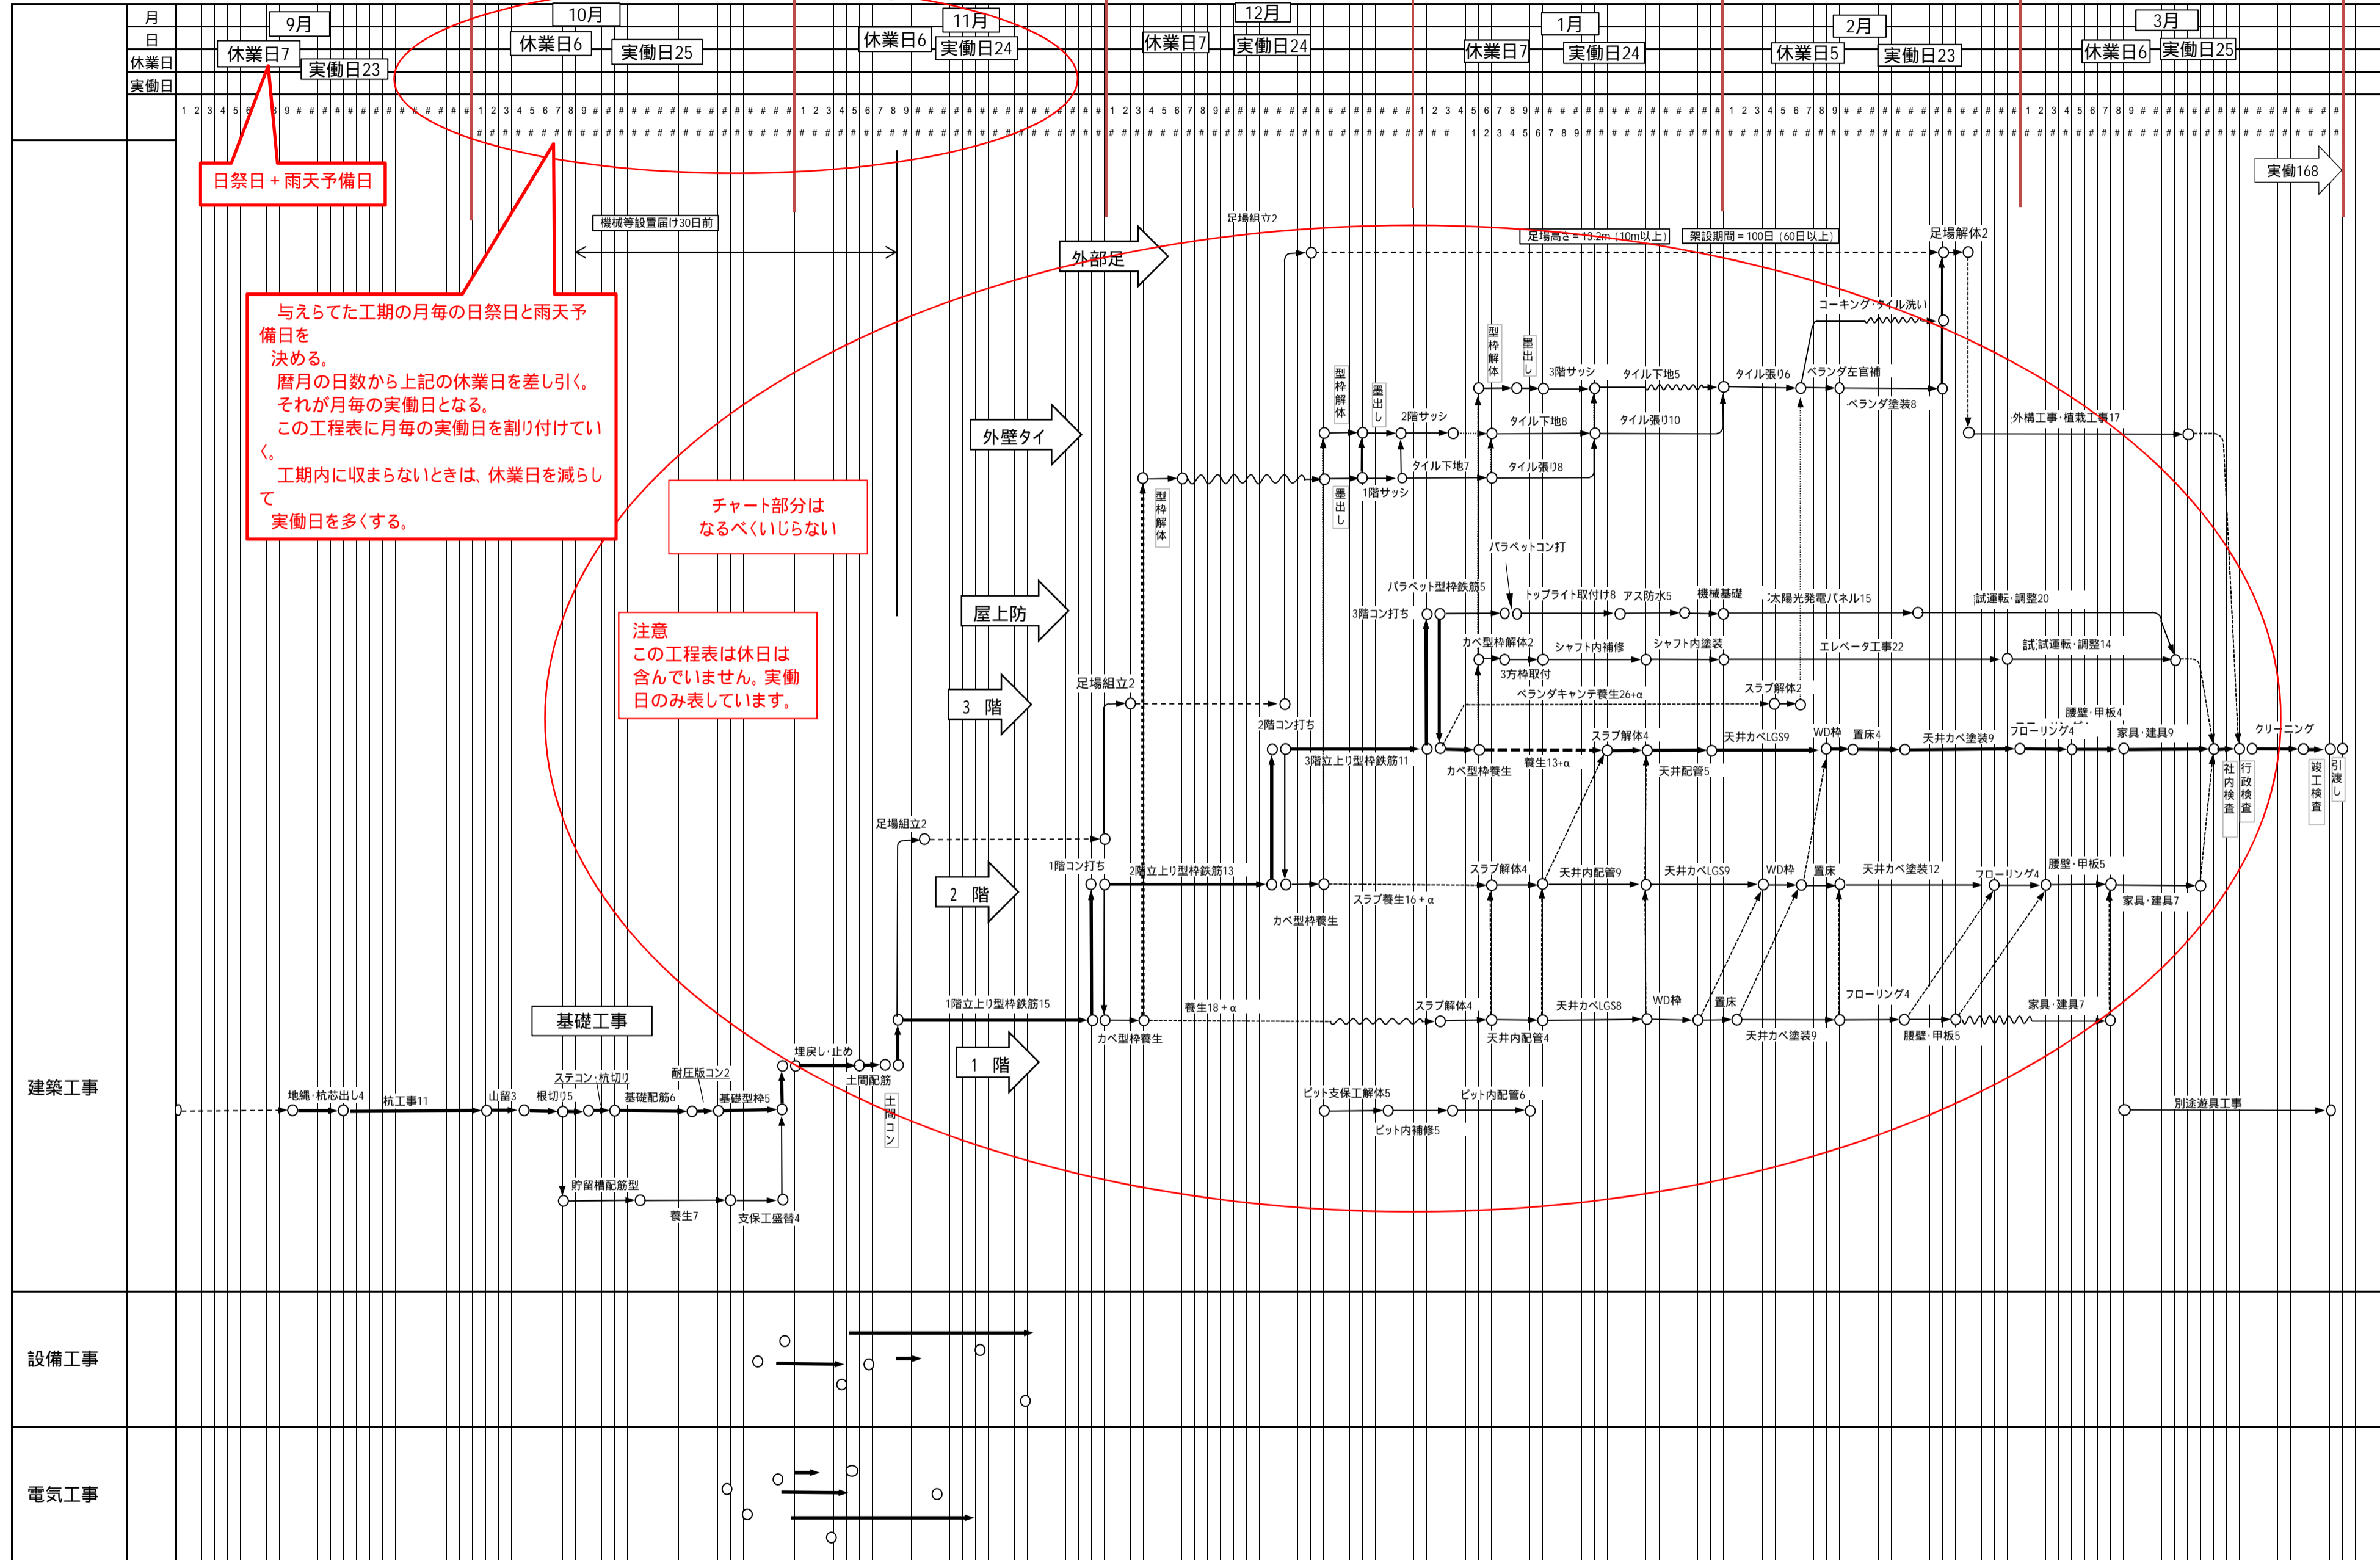 月
日
休業日
実働日
9月
休業日7
実働日23
10月
休業日6
実働日25
11月
休業日6
実働日24
12月
休業日7
実働日24
1月
休業日7
実働日24
2月
休業日5
実働日23
3月
休業日6
実働日25
実働168
日祭日 + 雨天予備日
機械等設置届け30日前
与えらてた工期の月毎の日祭日と雨天予
備日を
決める。
暦月の日数から上記の休業日を差し引く。
それが月毎の実働日となる。
この工程表に月毎の実働日を割り付けてい
く。
工期内に収まらないときは、休業日を減らし
て
実働日を多くする。
チャート部分は
なるべくいじらない
注意
この工程表は休日は
含んでいません。実働
日のみ表しています。
外部足
足場組立2
足場高さ = 13.2m (10m以上)
架設期間 = 100日 (60日以上)
足場解体2
コーキング・タイル洗い
型枠解体
墨出し
3階サッシ
タイル下地5
タイル張り6
ベランダ左官補
ベランダ塗装8
外壁タイ
型枠解体
墨出し
2階サッシ
タイル下地8
タイル張り10
外構工事・植栽工事17
型枠解体
墨出し
1階サッシ
タイル下地7
タイル張り8
パラペットコン打
屋上防
3階コン打ち
パラペット型枠鉄筋5
トップライト取付け8
アス防水5
機械基礎
太陽光発電パネル15
試運転・調整20
カベ型枠解体2
3方枠取付
シャフト内補修
シャフト内塗装
エレベータ工事22
試運転・調整14
3 階
足場組立2
ベランダキャンテ養生26+α
スラブ解体2
2階コン打ち
3階立上り型枠鉄筋11
カベ型枠養生
養生13+α
スラブ解体4
天井配管5
天井カベLGS9
WD枠
置床4
天井カベ塗装9
フローリング4
腰壁・甲板4
家具・建具9
社内検査
行政検査
クリーニング
竣工検査
引渡し
足場組立2
2 階
1階コン打ち
2階立上り型枠鉄筋13
カベ型枠養生
スラブ養生16 + α
スラブ解体4
天井内配管9
天井カベLGS9
WD枠
置床
天井カベ塗装12
フローリング4
腰壁・甲板5
家具・建具7
基礎工事
1階立上り型枠鉄筋15
カベ型枠養生
養生18 + α
スラブ解体4
天井内配管4
天井カベLGS8
WD枠
置床
天井カベ塗装9
フローリング4
腰壁・甲板5
家具・建具7
1 階
埋戻し・止め
土間配筋
土間コン
建築工事
地縄・杭芯出し4
杭工事11
山留3
根切り5
ステコン・杭切り
基礎配筋6
耐圧版コン2
基礎型枠5
ピット支保工解体5
ピット内補修5
ピット内配管6
別途遊具工事
貯留槽配筋型
養生7
支保工盛替4
設備工事
電気工事